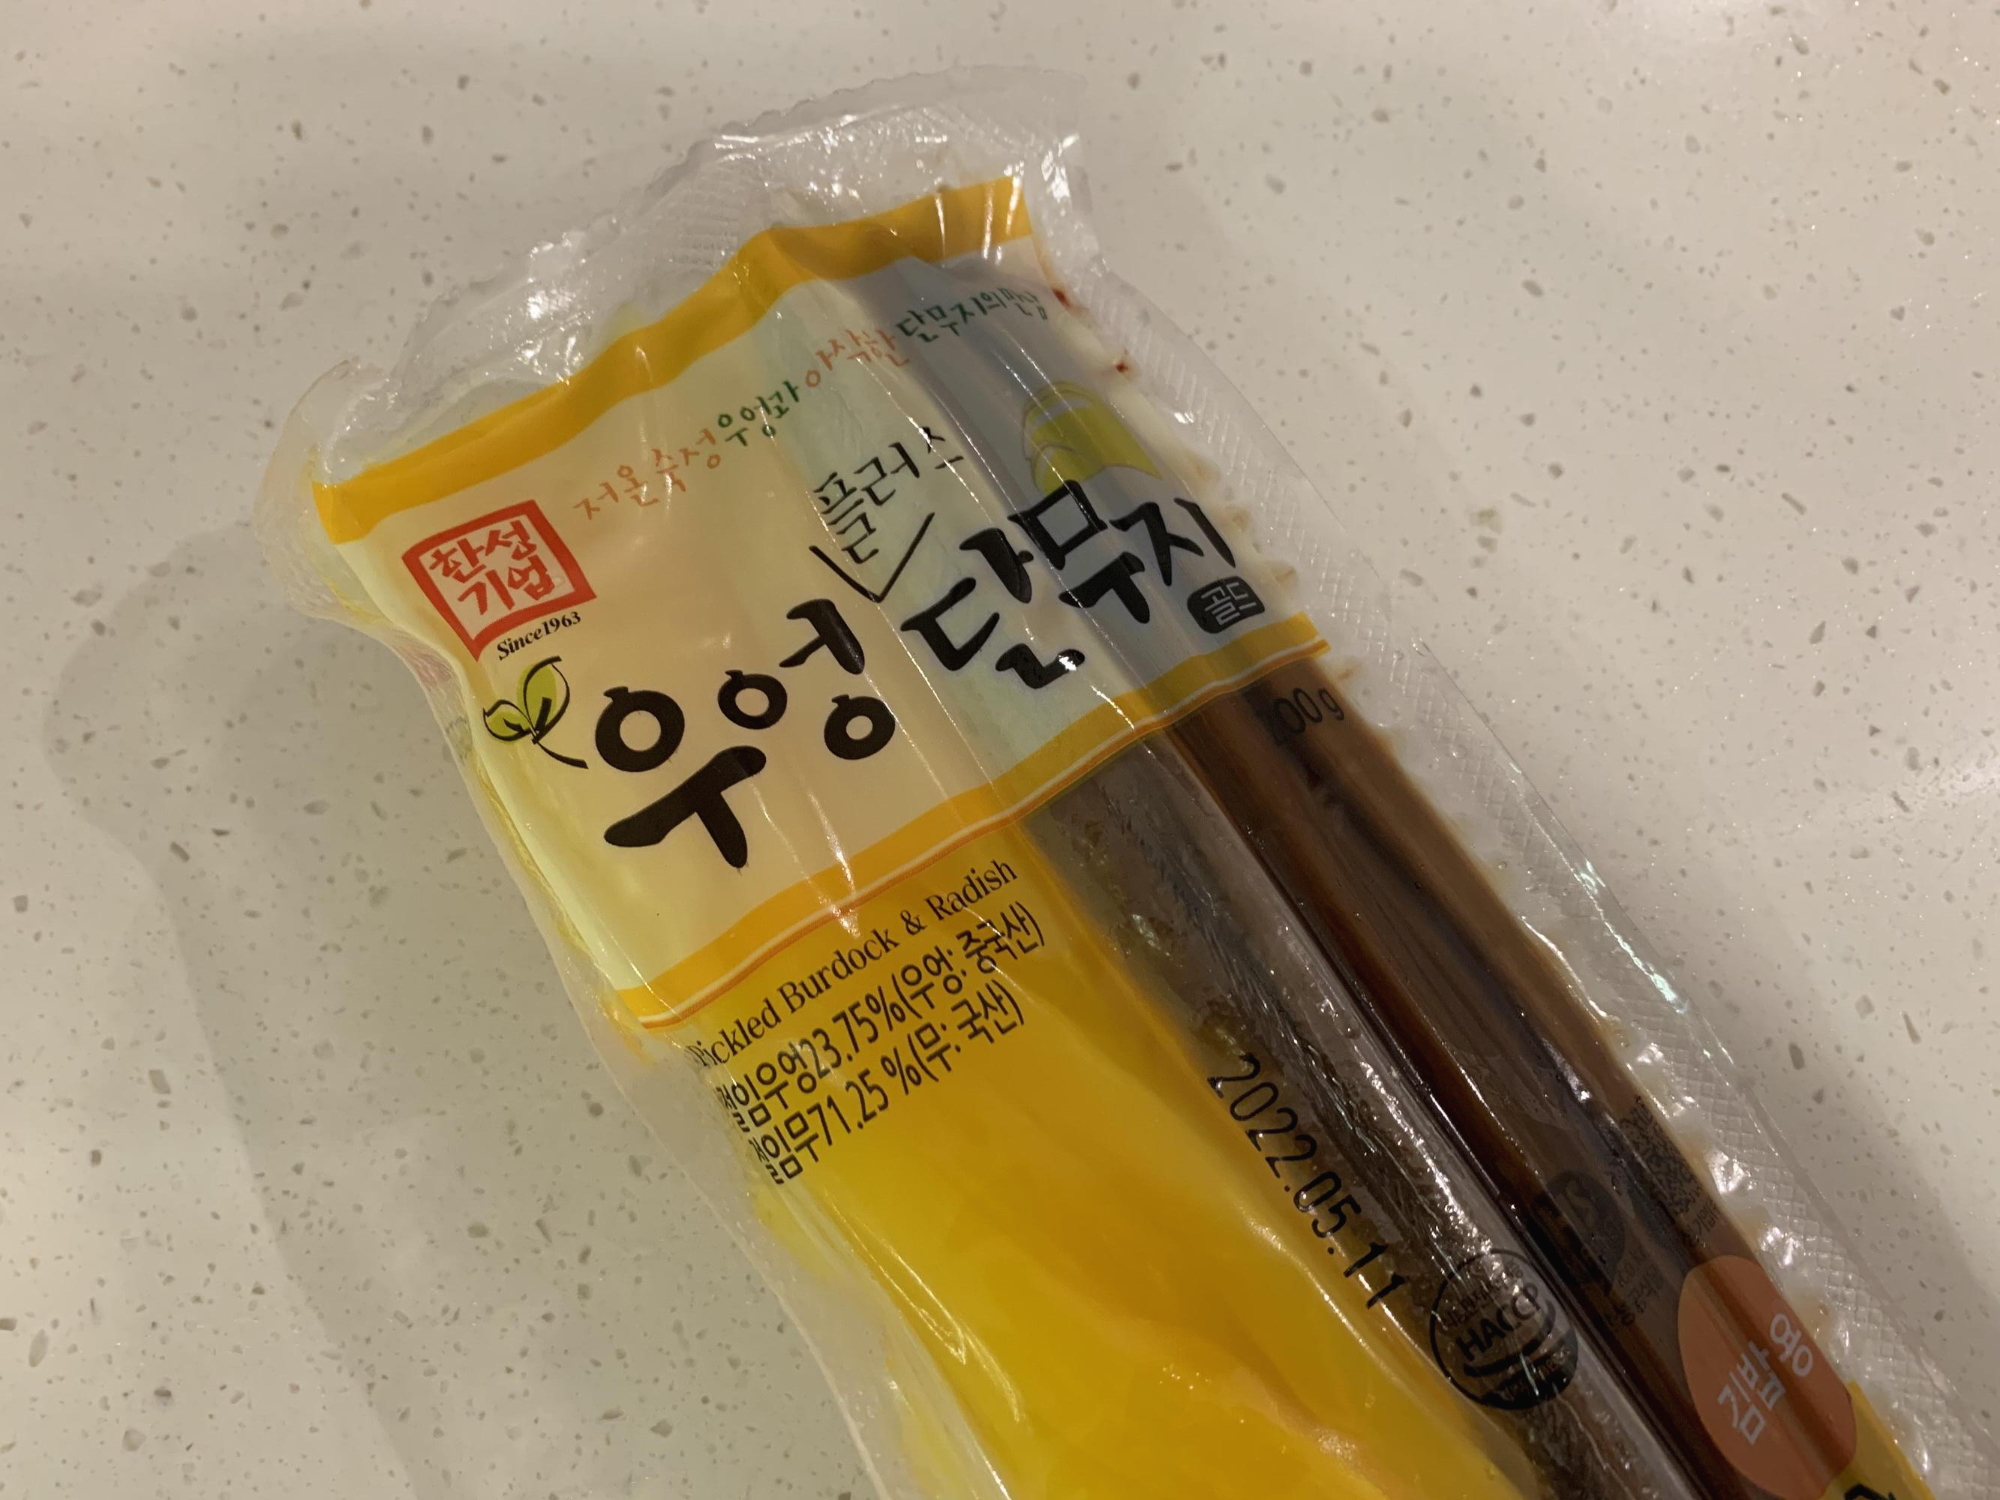 저온숙성우엉과 아삭한 단무지의만남
한성
기업
Since1963
플러스
우엉 단무지
골드
Pickled Burdock & Radish
절임우엉23.75%(우엉: 중국산)
절임무71.25 %(무: 국산)
2022.05.11
HACCP
김밥용